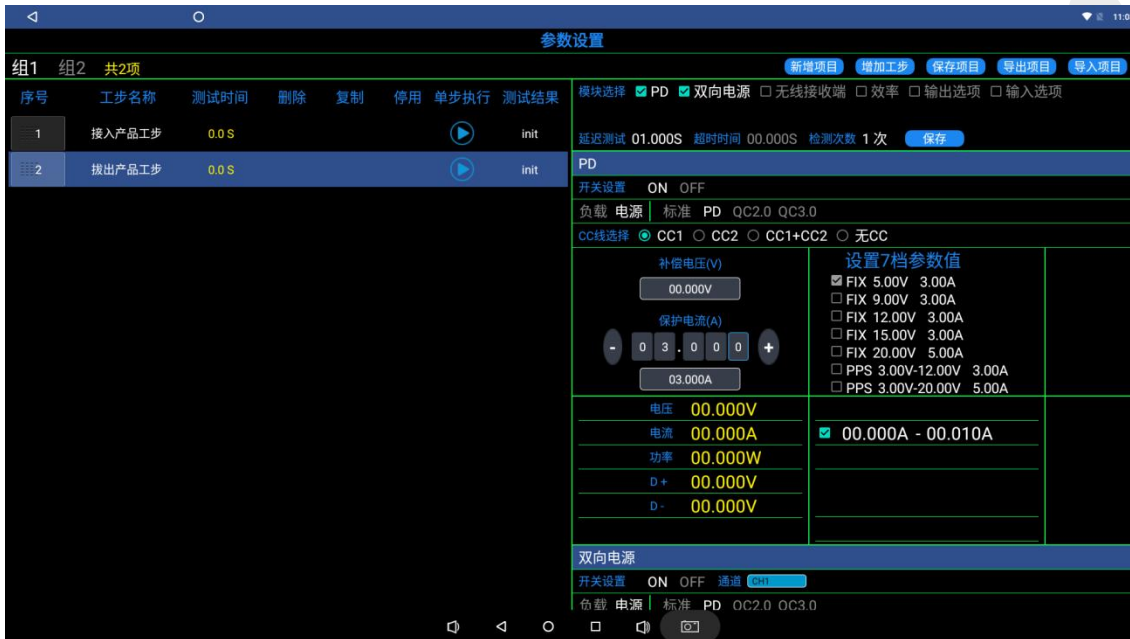 11:0
参数设置
组1 组2 共2项 新增项目 增加工步 保存项目 导出项目 导入项目
序号 工步名称 测试时间 删除 复制 停用 单步执行 测试结果
1 接入产品工步 0.0 S init
2 拔出产品工步 0.0 S init
模块选择 PD 双向电源 无线接收端 效率 输出选项 输入选项
延迟测试 01.000S 超时时间 00.000S 检测次数 1 次 保存
PD
开关设置 ON OFF
负载 电源 标准 PD QC2.0 QC3.0
CC线选择 CC1 CC2 CC1+CC2 无CC
补偿电压(V)
00.000V
保护电流(A)
- 0 3 . 0 0 0 +
03.000A
设置7档参数值
FIX 5.00V 3.00A
FIX 9.00V 3.00A
FIX 12.00V 3.00A
FIX 15.00V 3.00A
FIX 20.00V 5.00A
PPS 3.00V-12.00V 3.00A
PPS 3.00V-20.00V 5.00A
电压 00.000V
电流 00.000A 00.000A - 00.010A
功率 00.000W
D + 00.000V
D - 00.000V
双向电源
开关设置 ON OFF 通道 CH1
负载 电源 标准 PD QC2.0 QC3.0